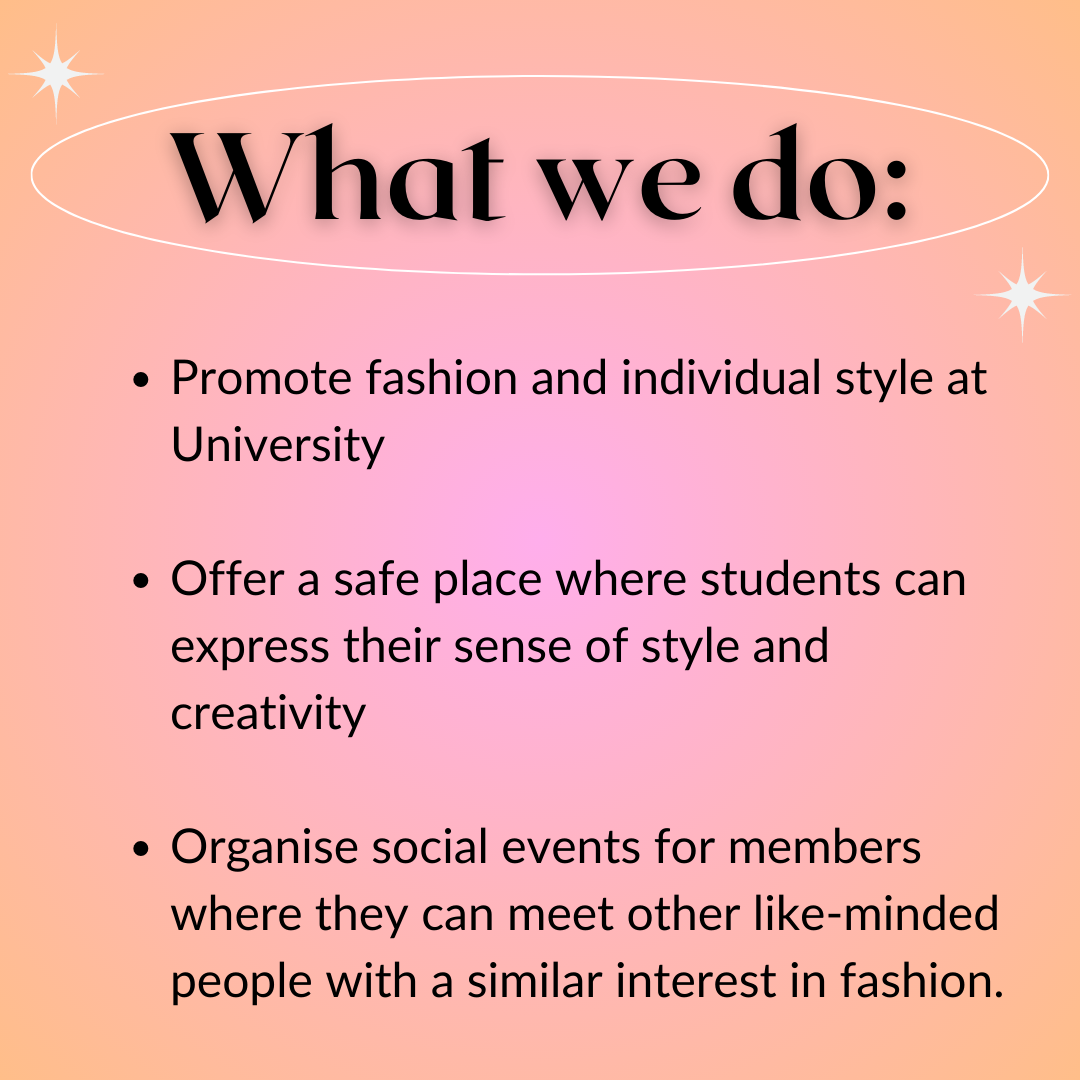 What we do:
• Promote fashion and individual style at
University
• Offer a safe place where students can
express their sense of style and
creativity
• Organise social events for members
where they can meet other like-minded
people with a similar interest in fashion.